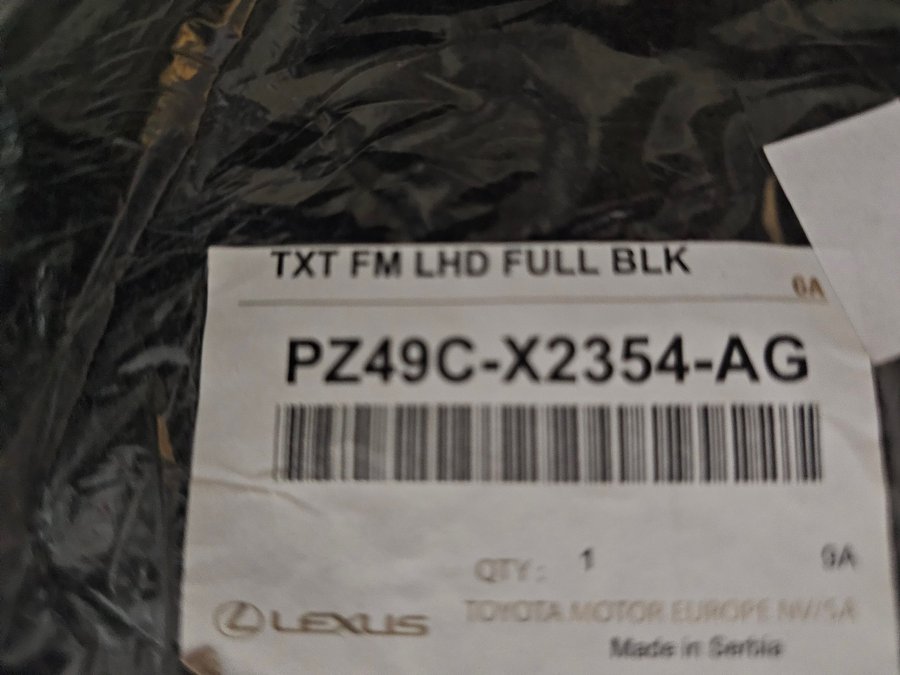 TXT FM LHD FULL BLK
6A
PZ49C-X2354-AG
QTY: 1
9A
LEXUS
TOYOTA MOTOR EUROPE NV/SA
Made in Serbia